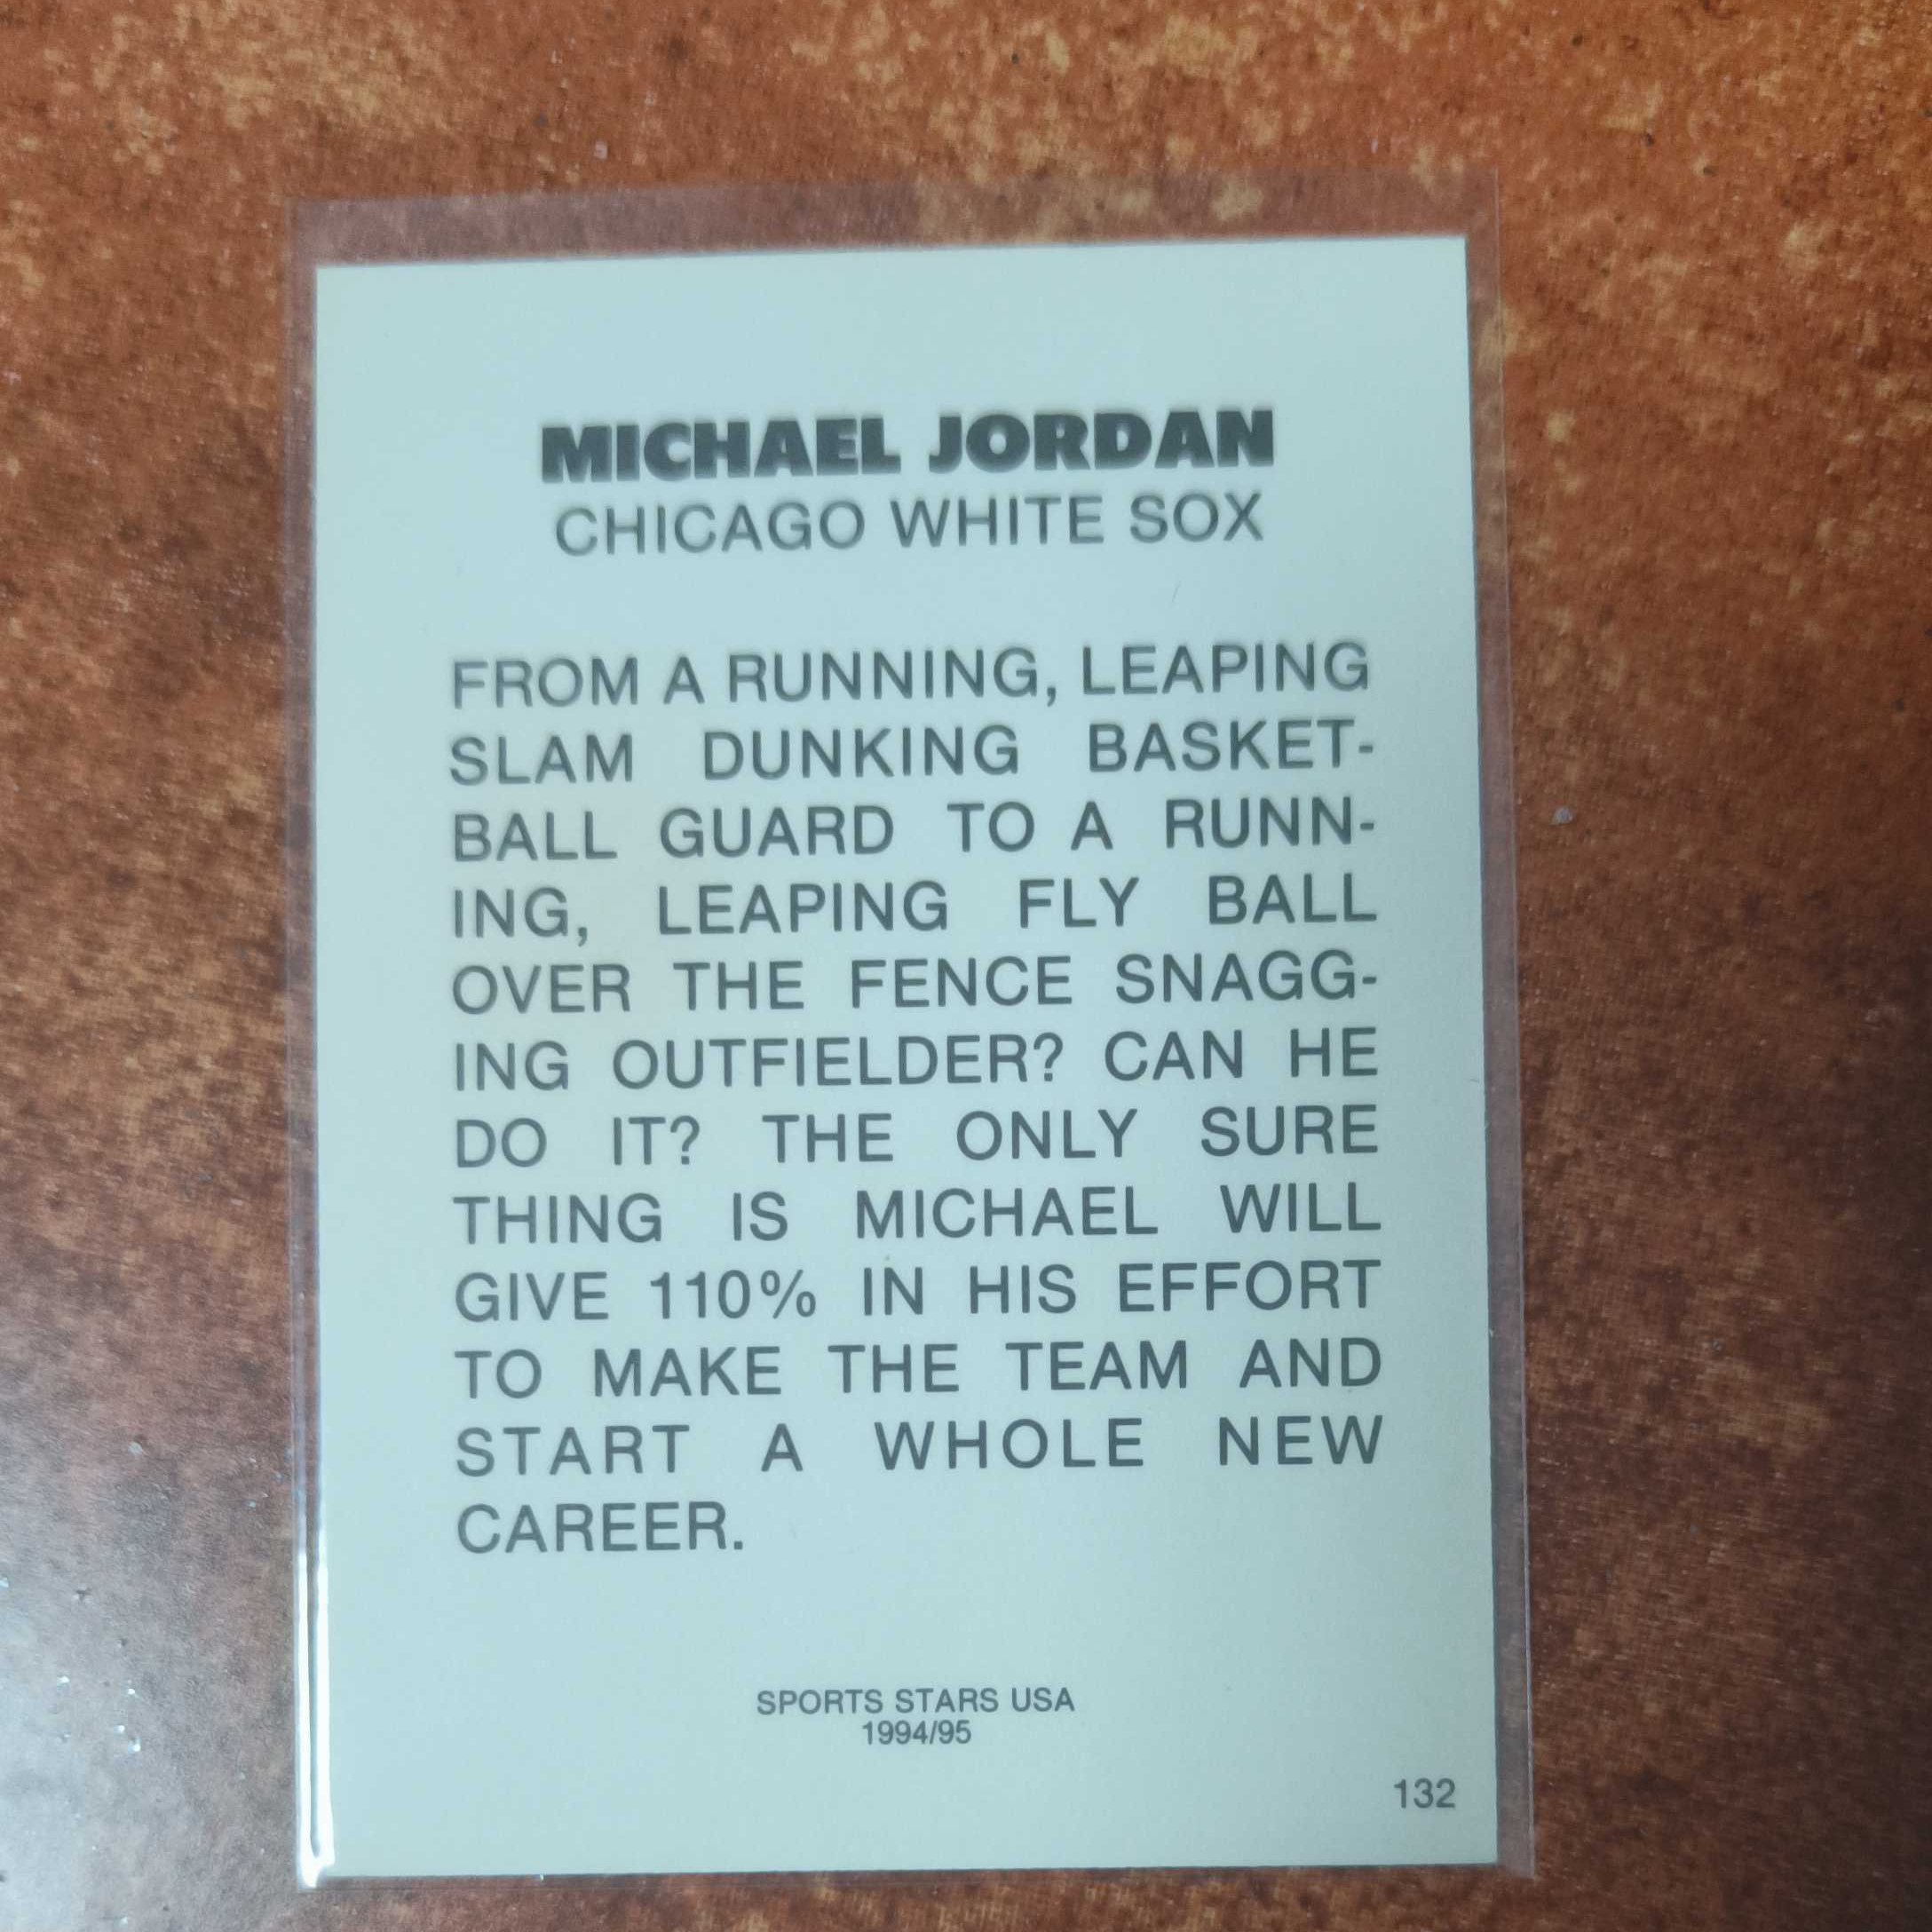 MICHAEL JORDAN
CHICAGO WHITE SOX
FROM A RUNNING, LEAPING
SLAM DUNKING BASKET-
BALL GUARD TO A RUNN-
ING, LEAPING FLY BALL
OVER THE FENCE SNAGG-
ING OUTFIELDER? CAN HE
DO IT? THE ONLY SURE
THING IS MICHAEL WILL
GIVE 110% IN HIS EFFORT
TO MAKE THE TEAM AND
START A WHOLE NEW
CAREER.
SPORTS STARS USA
1994/95
132